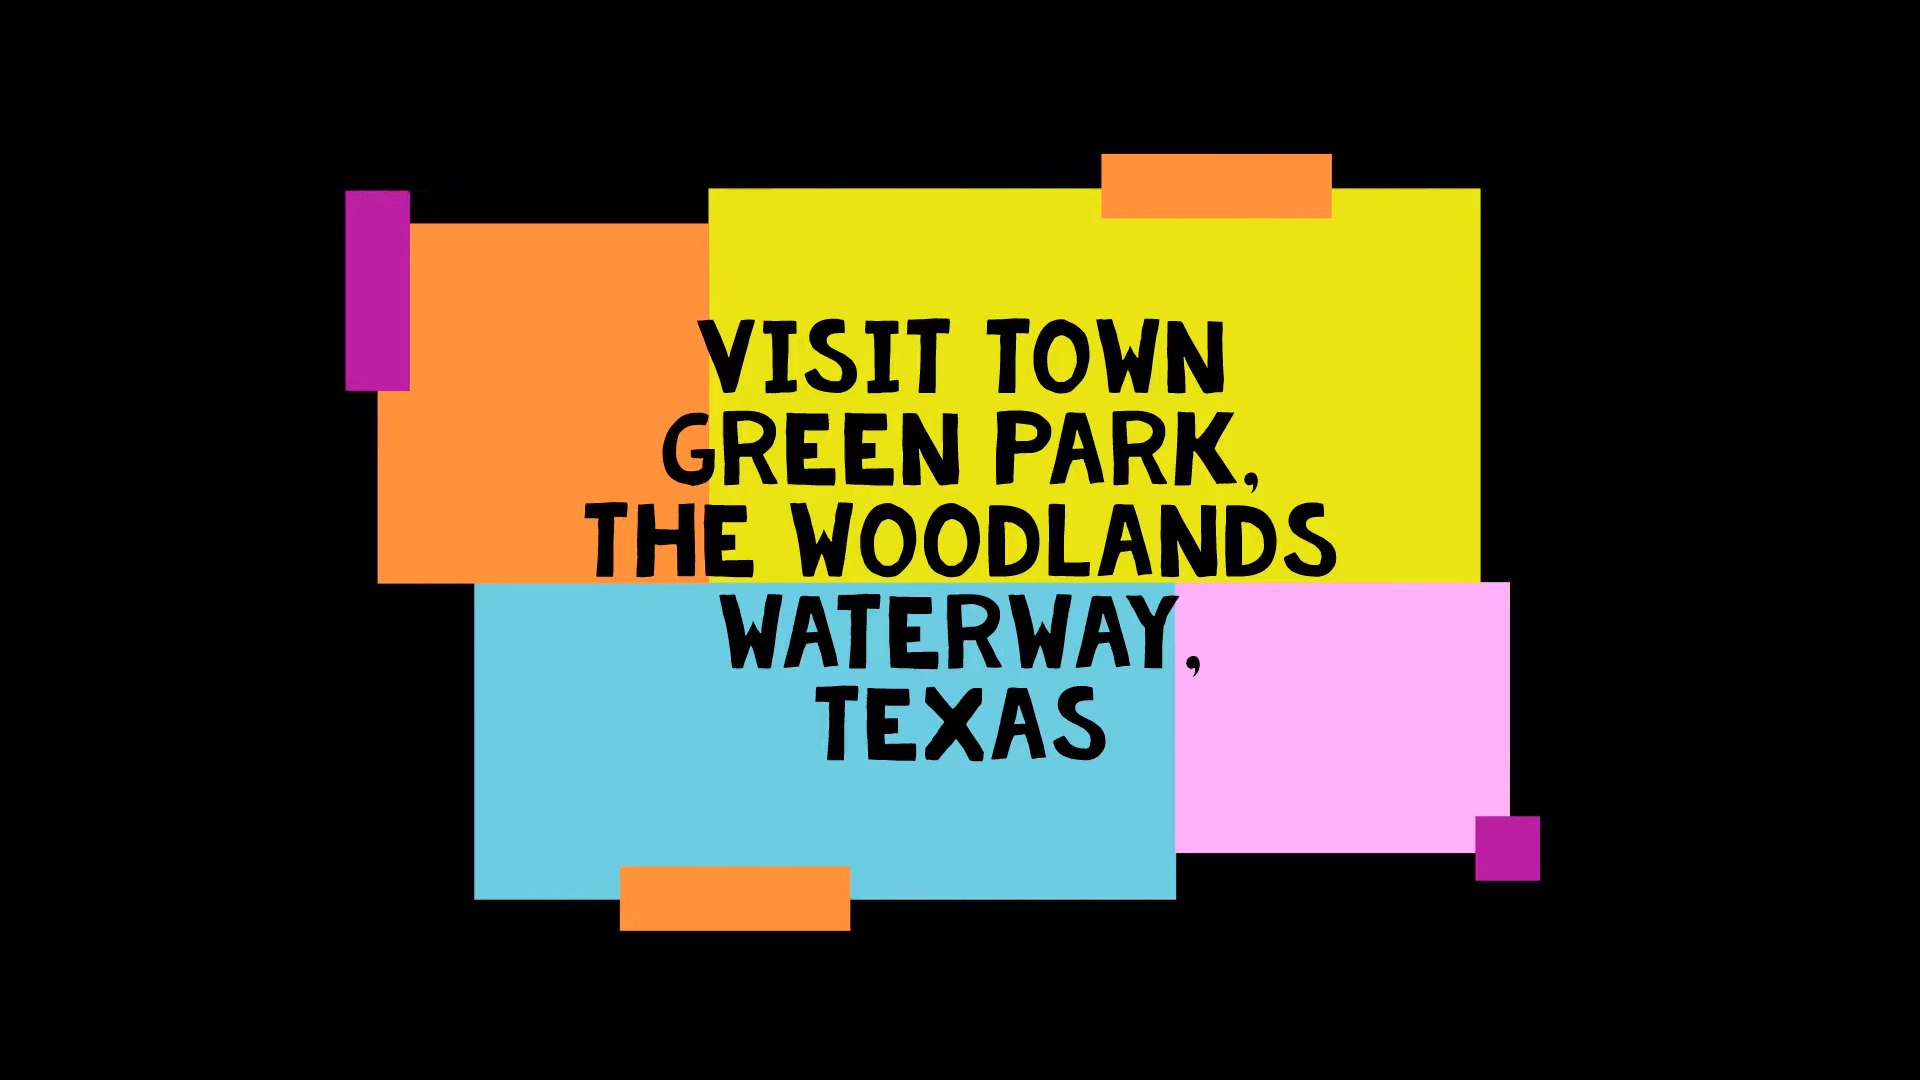 VISIT TOWN
GREEN PARK,
THE WOODLANDS
WATERWAY,
TEXAS